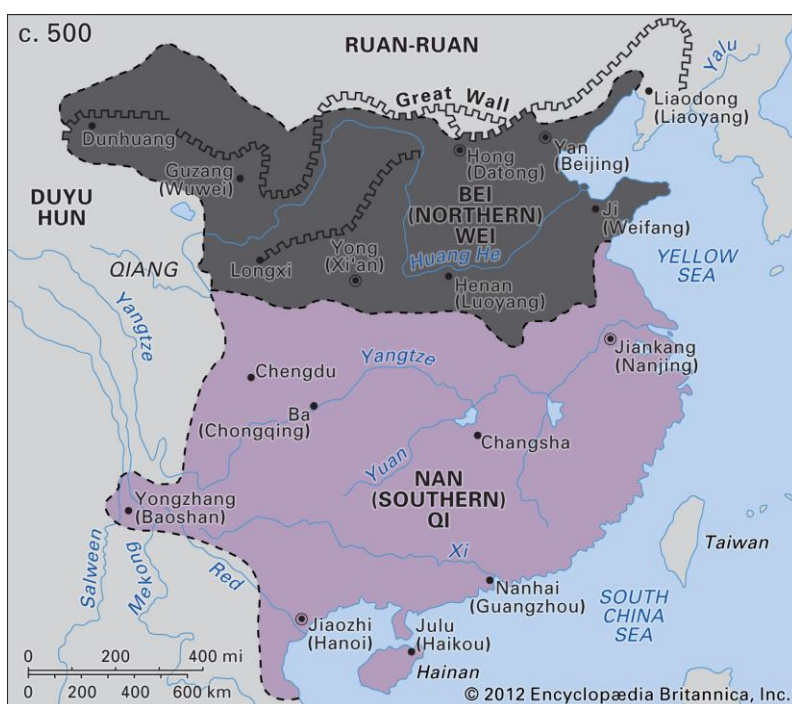 c. 500
RUAN-RUAN
Great Wall
Yalu
Liaodong
(Liaoyang)
Dunhuang
Guzang
(Wuwei)
Hong
(Datong)
Yan
(Beijing)
DUYU
HUN
BEI
(NORTHERN)
WEI
Ji
(Weifang)
QIANG
Longxi
Yong
(Xi'an)
Huang He
Henan
(Luoyang)
YELLOW
SEA
Yangtze
Jiankang
(Nanjing)
Chengdu
Yangtze
Ba
(Chongqing)
Yuan
Changsha
NAN
(SOUTHERN)
QI
Yongzhang
(Baoshan)
Salween
Mekong
Red
Xi
Taiwan
Nanhai
(Guangzhou)
SOUTH
CHINA
SEA
Jiaozhi
(Hanoi)
Julu
(Haikou)
Hainan
0 200 400 mi
0 200 400 600 km
© 2012 Encyclopædia Britannica, Inc.